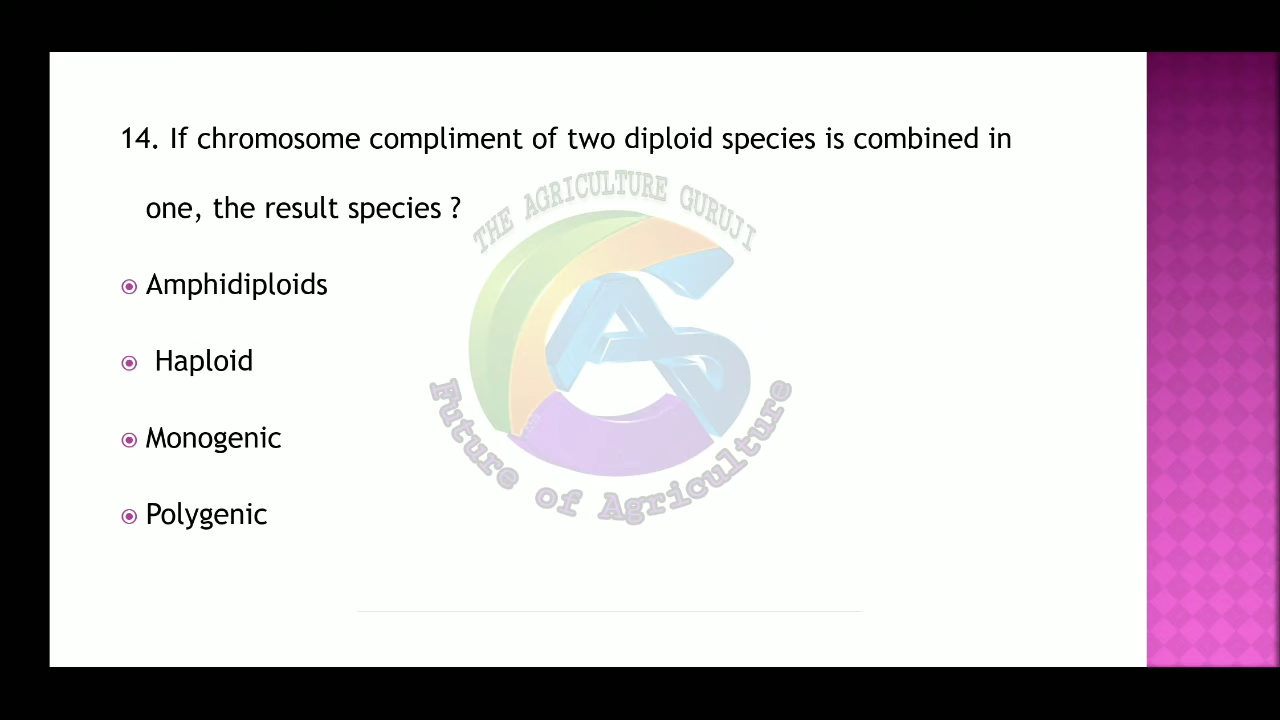 14. If chromosome compliment of two diploid species is combined in
one, the result species ?
THE AGRICULTURE GURUJI
Amphidiploids
Haploid
Monogenic
Polygenic
Future of Agriculture